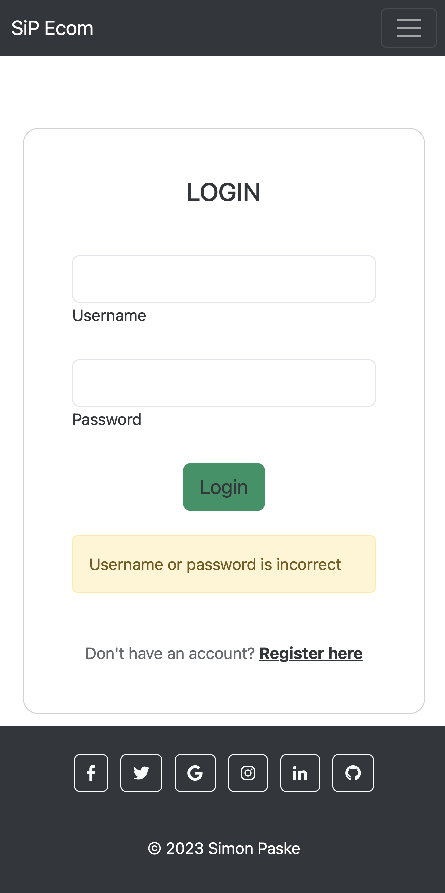 SiP Ecom
LOGIN
Username
Password
Login
Username or password is incorrect
Don't have an account? Register here
© 2023 Simon Paske